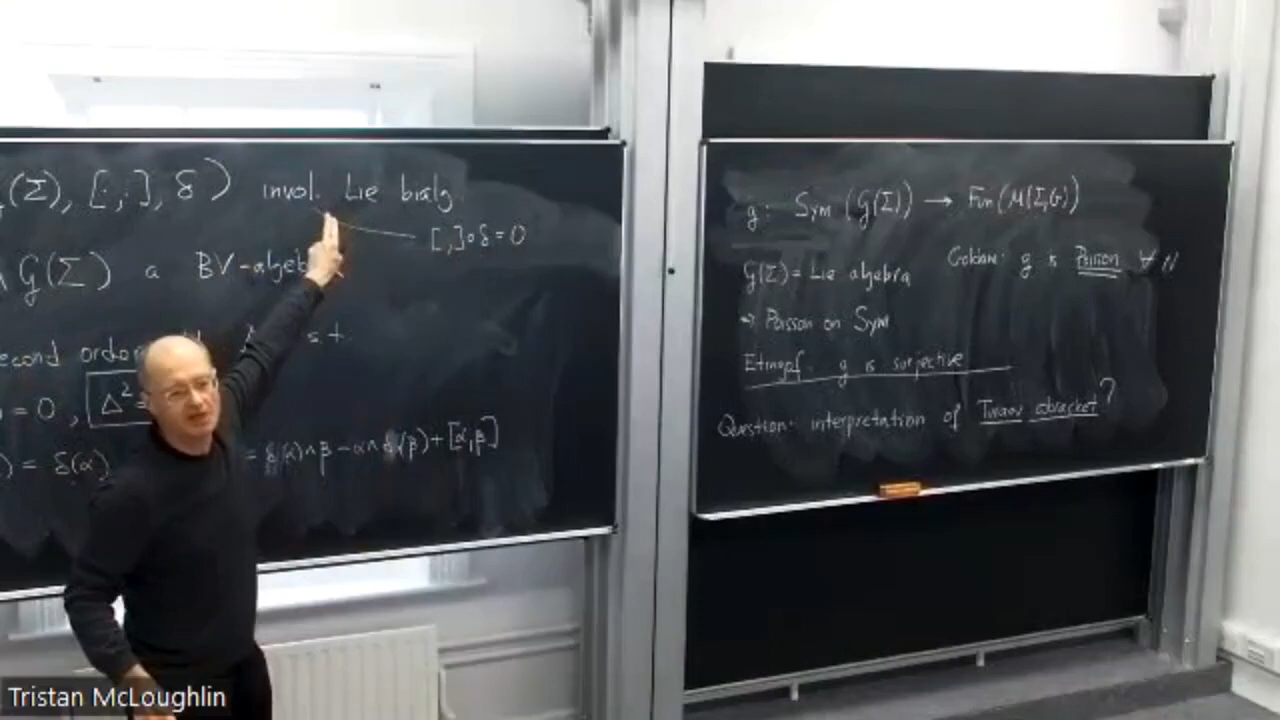 (Σ), [·,·], δ) invol. Lie bialg.
[,]∘δ=0
∧ G(Σ) a BV-algeb
econd order s.t.
= 0, Δ²=
) = δ(α) = δ(α)∧β - α∧δ(β) + [α,β]
g: Sym (G(Σ)) → Fun(M(Σ,G))
G(Σ) = Lie algebra
Goldman: g is Poisson ∀ N
⇒ Poisson on Sym
Etingof: g is surjective
Question: interpretation of Turaev cobracket?
Tristan McLoughlin